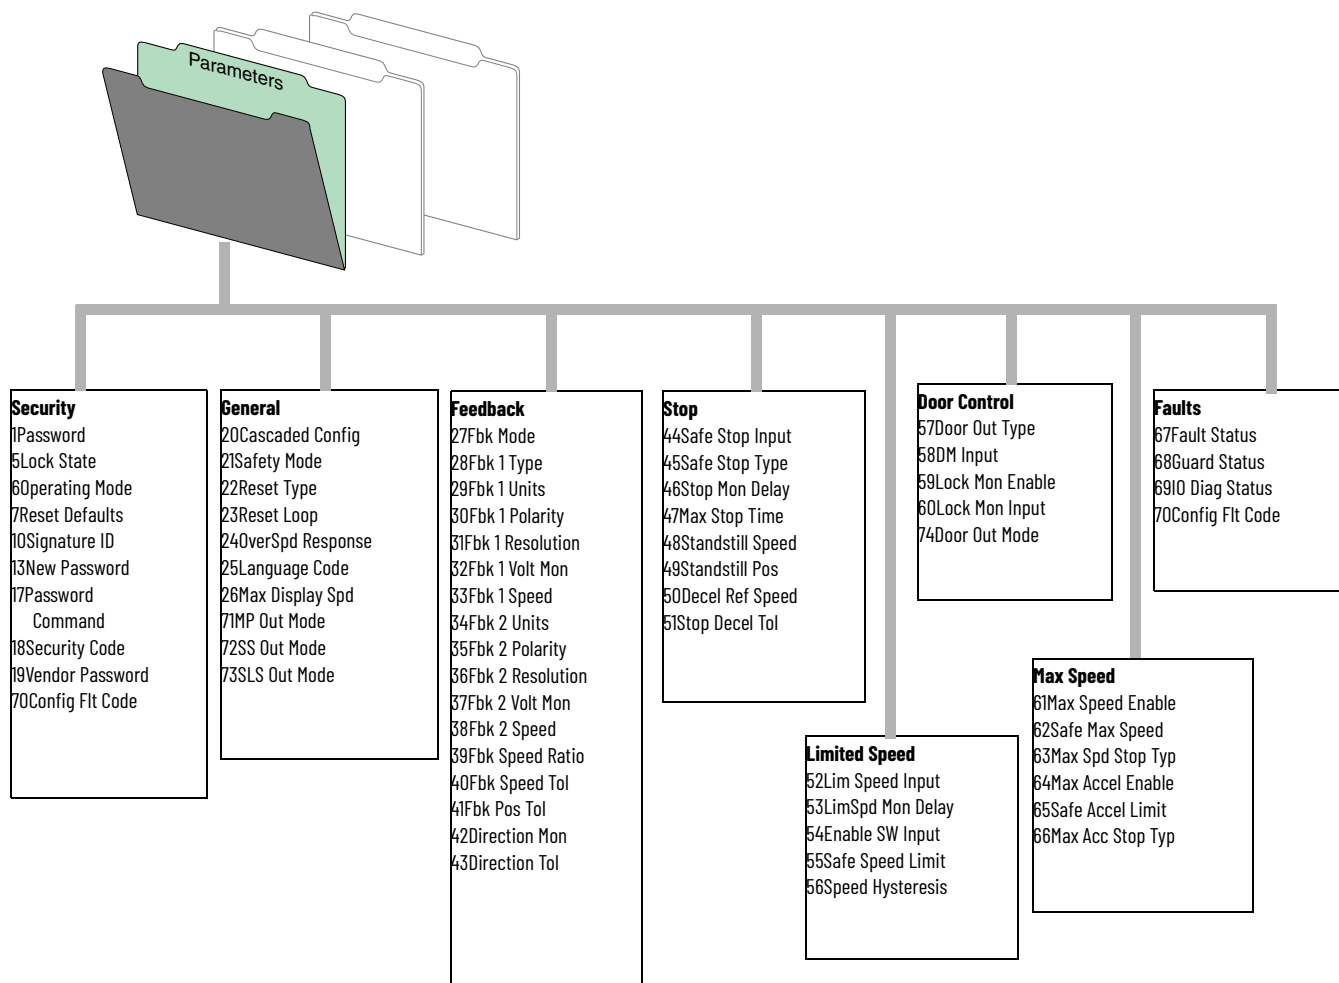 Parameters
Security
1Password
5Lock State
6Operating Mode
7Reset Defaults
10Signature ID
13New Password
17Password
Command
18Security Code
19Vendor Password
70Config Flt Code
General
20Cascaded Config
21Safety Mode
22Reset Type
23Reset Loop
24OverSpd Response
25Language Code
26Max Display Spd
71MP Out Mode
72SS Out Mode
73SLS Out Mode
Feedback
27Fbk Mode
28Fbk 1 Type
29Fbk 1 Units
30Fbk 1 Polarity
31Fbk 1 Resolution
32Fbk 1 Volt Mon
33Fbk 1 Speed
34Fbk 2 Units
35Fbk 2 Polarity
36Fbk 2 Resolution
37Fbk 2 Volt Mon
38Fbk 2 Speed
39Fbk Speed Ratio
40Fbk Speed Tol
41Fbk Pos Tol
42Direction Mon
43Direction Tol
Stop
44Safe Stop Input
45Safe Stop Type
46Stop Mon Delay
47Max Stop Time
48Standstill Speed
49Standstill Pos
50Decel Ref Speed
51Stop Decel Tol
Limited Speed
52Lim Speed Input
53LimSpd Mon Delay
54Enable SW Input
55Safe Speed Limit
56Speed Hysteresis
Door Control
57Door Out Type
58DM Input
59Lock Mon Enable
60Lock Mon Input
74Door Out Mode
Max Speed
61Max Speed Enable
62Safe Max Speed
63Max Spd Stop Typ
64Max Accel Enable
65Safe Accel Limit
66Max Acc Stop Typ
Faults
67Fault Status
68Guard Status
69IO Diag Status
70Config Flt Code